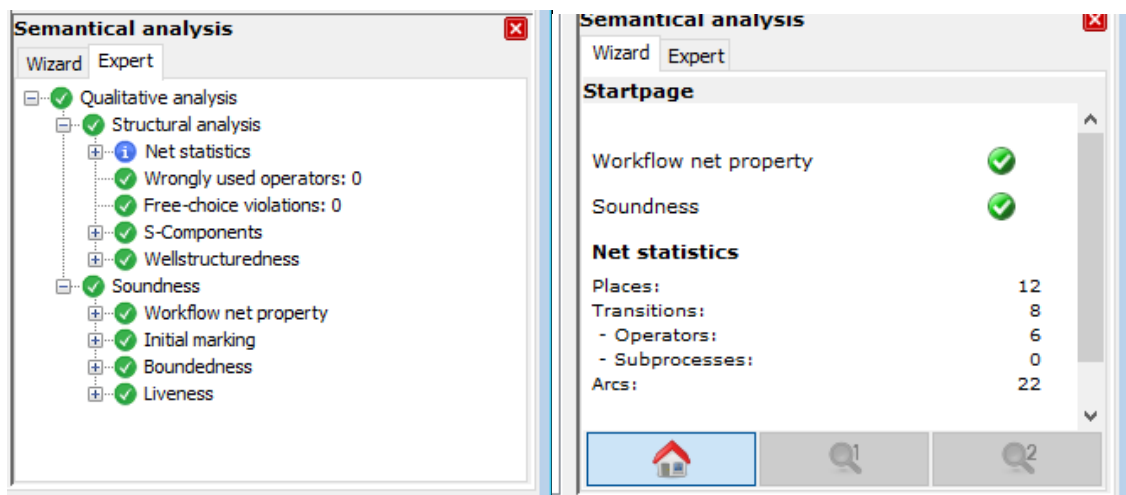 Semantical analysis
Wizard Expert
Qualitative analysis
Structural analysis
Net statistics
Wrongly used operators: 0
Free-choice violations: 0
S-Components
Wellstructuredness
Soundness
Workflow net property
Initial marking
Boundedness
Liveness
Semantical analysis
Wizard Expert
Startpage
Workflow net property
Soundness
Net statistics
Places: 12
Transitions: 8
- Operators: 6
- Subprocesses: 0
Arcs: 22
1 2